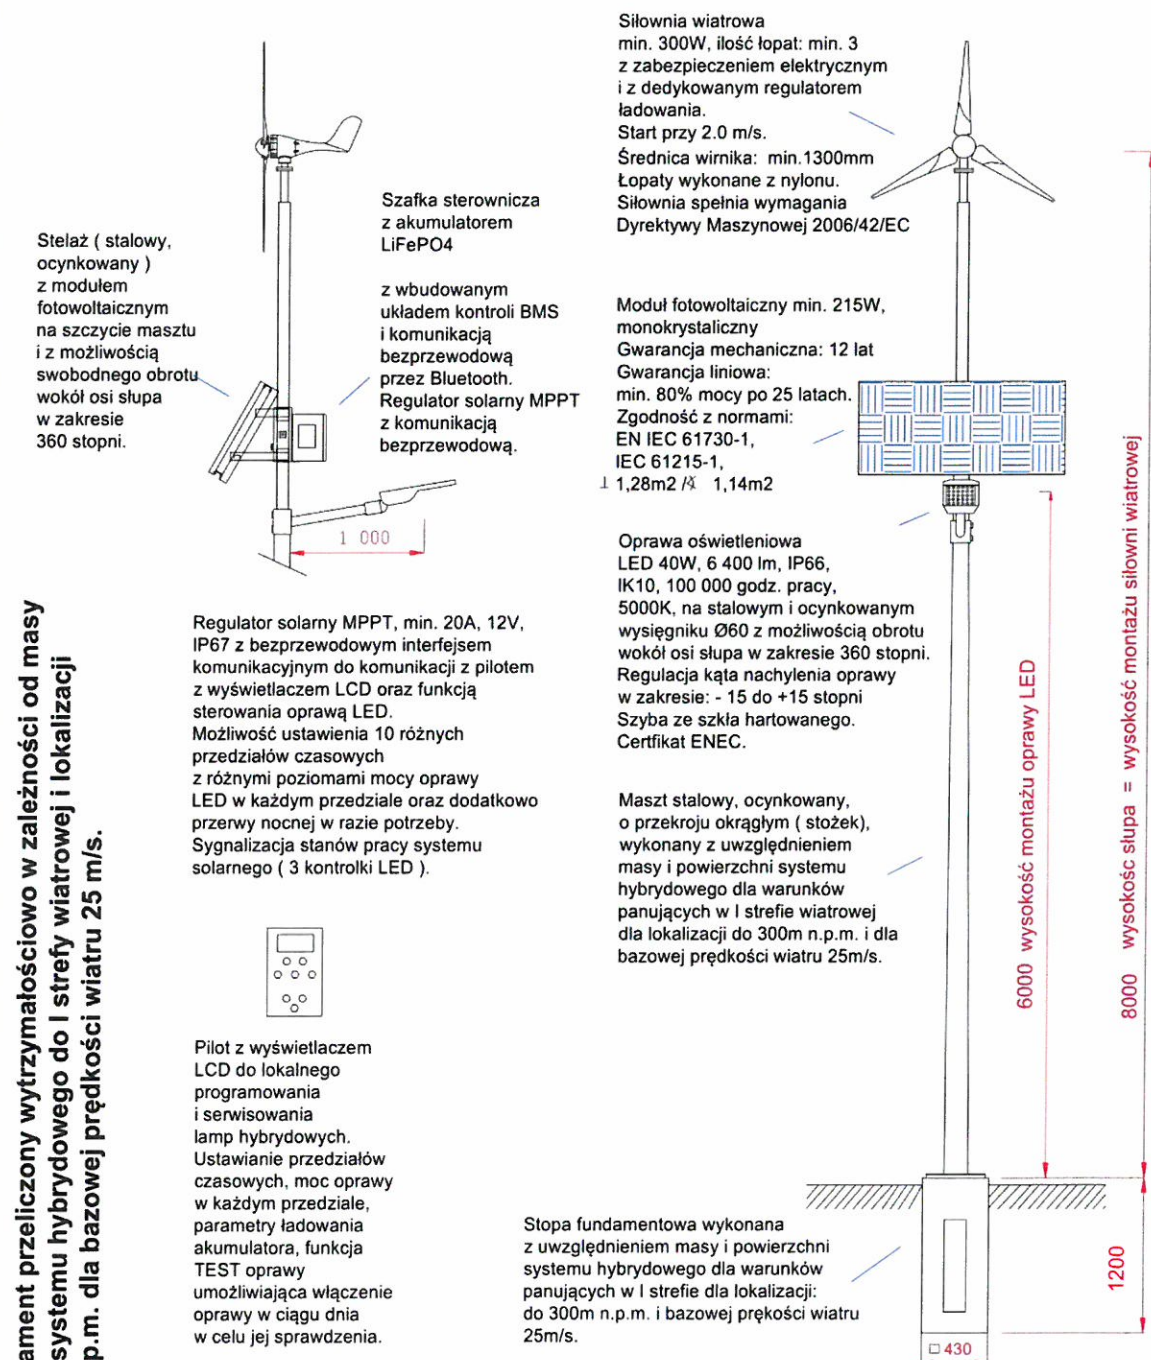 Siłownia wiatrowa
min. 300W, ilość łopat: min. 3
z zabezpieczeniem elektrycznym
i z dedykowanym regulatorem
ładowania.
Start przy 2.0 m/s.
Średnica wirnika: min.1300mm
Łopaty wykonane z nylonu.
Siłownia spełnia wymagania
Dyrektywy Maszynowej 2006/42/EC
Szafka sterownicza
z akumulatorem
LiFePO4
z wbudowanym
układem kontroli BMS
i komunikacją
bezprzewodową
przez Bluetooth.
Regulator solarny MPPT
z komunikacją
bezprzewodową.
Stelaż ( stalowy,
ocynkowany )
z modułem
fotowoltaicznym
na szczycie masztu
i z możliwością
swobodnego obrotu
wokół osi słupa
w zakresie
360 stopni.
Moduł fotowoltaiczny min. 215W,
monokrystaliczny
Gwarancja mechaniczna: 12 lat
Gwarancja liniowa:
min. 80% mocy po 25 latach.
Zgodność z normami:
EN IEC 61730-1,
IEC 61215-1,
⊥ 1,28m2 /∢ 1,14m2
1 000
Oprawa oświetleniowa
LED 40W, 6 400 lm, IP66,
IK10, 100 000 godz. pracy,
5000K, na stalowym i ocynkowanym
wysięgniku Ø60 z możliwością obrotu
wokół osi słupa w zakresie 360 stopni.
Regulacja kąta nachylenia oprawy
w zakresie: - 15 do +15 stopni
Szyba ze szkła hartowanego.
Certfikat ENEC.
Regulator solarny MPPT, min. 20A, 12V,
IP67 z bezprzewodowym interfejsem
komunikacyjnym do komunikacji z pilotem
z wyświetlaczem LCD oraz funkcją
sterowania oprawą LED.
Możliwość ustawienia 10 różnych
przedziałów czasowych
z różnymi poziomami mocy oprawy
LED w każdym przedziale oraz dodatkowo
przerwy nocnej w razie potrzeby.
Sygnalizacja stanów pracy systemu
solarnego ( 3 kontrolki LED ).
Maszt stalowy, ocynkowany,
o przekroju okrągłym ( stożek),
wykonany z uwzględnieniem
masy i powierzchni systemu
hybrydowego dla warunków
panujących w I strefie wiatrowej
dla lokalizacji do 300m n.p.m. i dla
bazowej prędkości wiatru 25m/s.
Pilot z wyświetlaczem
LCD do lokalnego
programowania
i serwisowania
lamp hybrydowych.
Ustawianie przedziałów
czasowych, moc oprawy
w każdym przedziale,
parametry ładowania
akumulatora, funkcja
TEST oprawy
umożliwiająca włączenie
oprawy w ciągu dnia
w celu jej sprawdzenia.
Stopa fundamentowa wykonana
z uwzględnieniem masy i powierzchni
systemu hybrydowego dla warunków
panujących w I strefie dla lokalizacji:
do 300m n.p.m. i bazowej prękości wiatru
25m/s.
6000 wysokość montażu oprawy LED
8000 wysokośc słupa = wysokość montażu siłowni wiatrowej
1200
□ 430
ament przeliczony wytrzymałościowo w zależności od masy
systemu hybrydowego do I strefy wiatrowej i lokalizacji
p.m. dla bazowej prędkości wiatru 25 m/s.